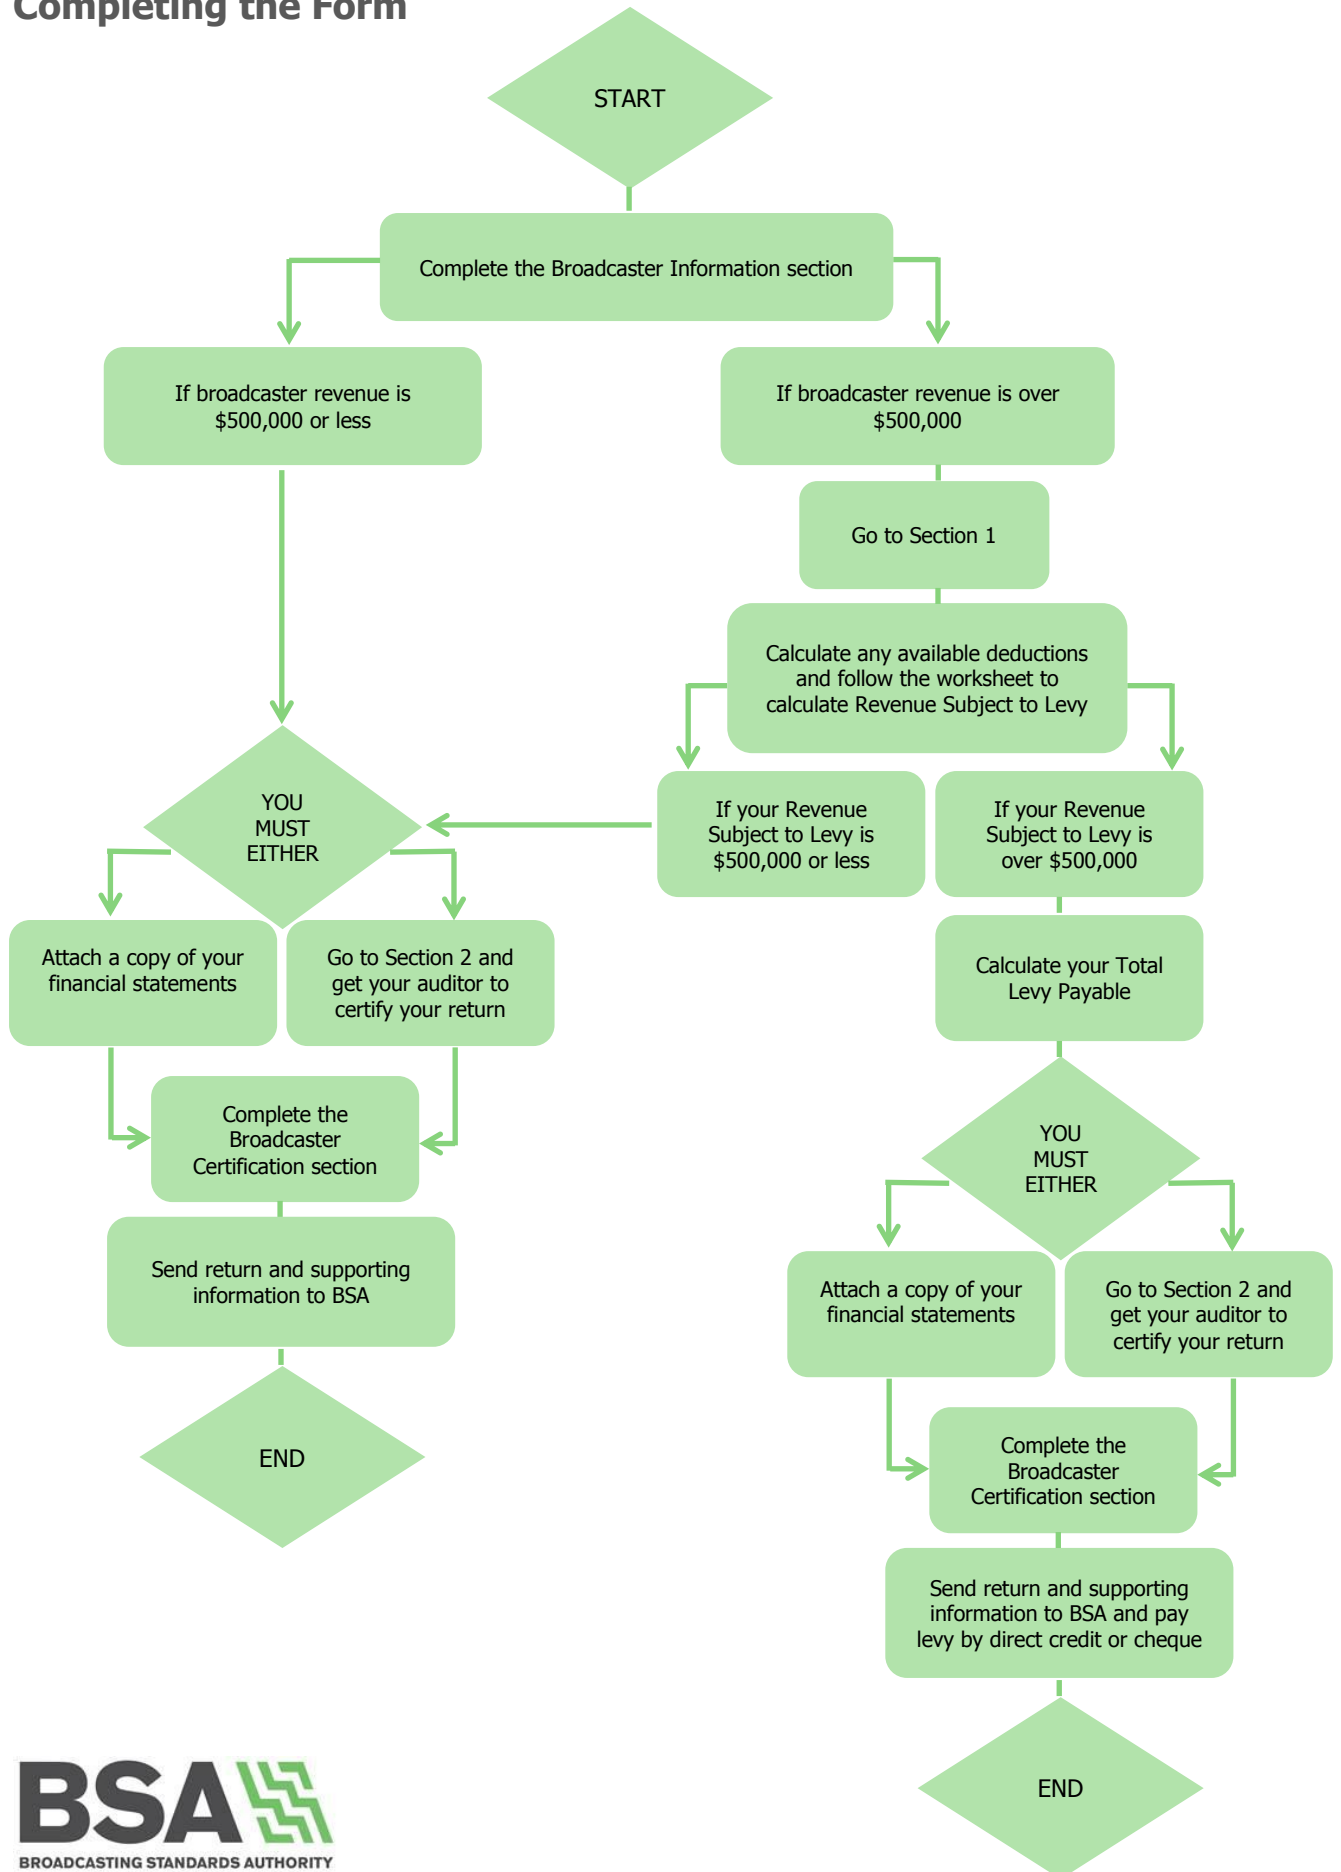 Completing the Form
START
Complete the Broadcaster Information section
If broadcaster revenue is
$500,000 or less
If broadcaster revenue is over
$500,000
Go to Section 1
Calculate any available deductions
and follow the worksheet to
calculate Revenue Subject to Levy
YOU
MUST
EITHER
If your Revenue
Subject to Levy is
$500,000 or less
If your Revenue
Subject to Levy is
over $500,000
Attach a copy of your
financial statements
Go to Section 2 and
get your auditor to
certify your return
Calculate your Total
Levy Payable
Complete the
Broadcaster
Certification section
YOU
MUST
EITHER
Send return and supporting
information to BSA
Attach a copy of your
financial statements
Go to Section 2 and
get your auditor to
certify your return
END
Complete the
Broadcaster
Certification section
Send return and supporting
information to BSA and pay
levy by direct credit or cheque
END
BSA
BROADCASTING STANDARDS AUTHORITY